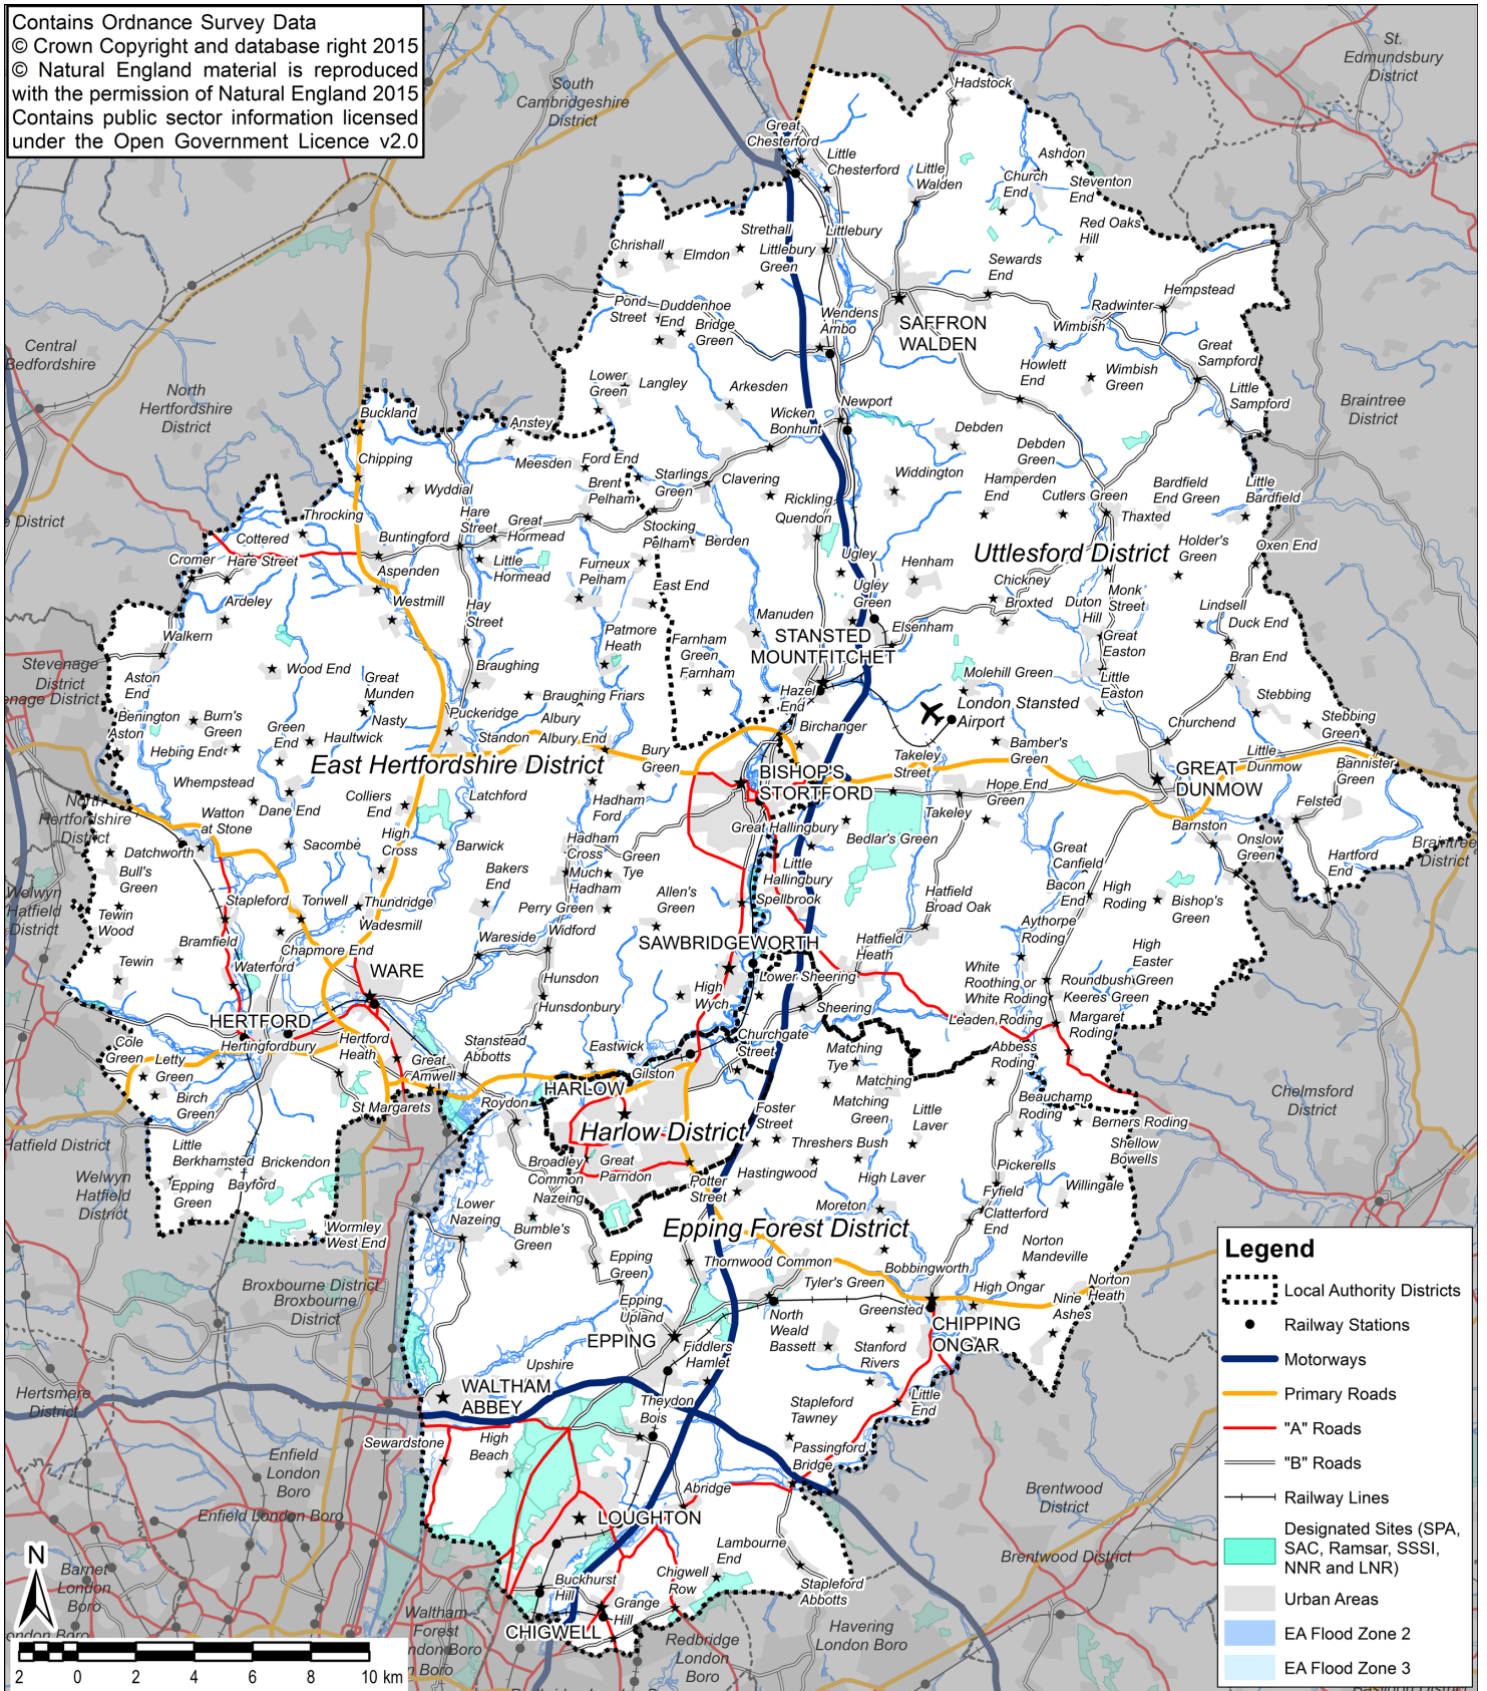 Contains Ordnance Survey Data
© Crown Copyright and database right 2015
© Natural England material is reproduced
with the permission of Natural England 2015
Contains public sector information licensed
under the Open Government Licence v2.0
South
Cambridgeshire
District
St.
Edmundsbury
District
Hadstock
Great
Chesterford
Little
Chesterford
Little
Walden
Ashdon
Church
End
Steventon
End
Red Oaks
Hill
Strethall
Littlebury
Littlebury
Green
Chrishall
Elmdon
Sewards
End
Hempstead
Radwinter
Pond
Street
Duddenhoe
End
Bridge
Green
Wendens
Ambo
SAFFRON
WALDEN
Wimbish
Great
Sampford
Central
Bedfordshire
North
Hertfordshire
District
Lower
Green
Langley
Arkesden
Howlett
End
Wimbish
Green
Little
Sampford
Braintree
District
Buckland
Anstey
Wicken
Bonhunt
Newport
Debden
Debden
Green
Chipping
Meesden
Ford End
Brent
Pelham
Starlings
Green
Clavering
Widdington
Hamperden
End
Cutlers Green
Bardfield
End Green
Little
Bardfield
Wyddial
Rickling
Quendon
Thaxted
Throcking
Hare
Street
Great
Hormead
Stocking
Pelham
Berden
Cottered
Buntingford
Little
Hormead
Furneux
Pelham
Ugley
Henham
Uttlesford District
Holder's
Green
Oxen End
Cromer
Hare Street
Aspenden
East End
Ugley
Green
Chickney
Broxted
Duton
Hill
Monk
Street
Ardeley
Westmill
Hay
Street
Manuden
Elsenham
Lindsell
Duck End
Walkern
Patmore
Heath
Farnham
Green
Farnham
STANSTED
MOUNTFITCHET
Great
Easton
Bran End
Stevenage
District
Aston
End
Wood End
Great
Munden
Braughing
Molehill Green
Little
Easton
Stebbing
Benington
Aston
Burn's
Green
Nasty
Braughing Friars
Hazel
End
London Stansted
Airport
Stebbing
Green
Hebing End
Green
End
Haultwick
Puckeridge
Standon
Albury
Albury End
Birchanger
Churchend
Bury
Green
Takeley
Street
Bamber's
Green
Little
Dunmow
Bannister
Green
East Hertfordshire District
BISHOP'S
STORTFORD
GREAT
DUNMOW
Whempstead
Dane End
Colliers
End
Latchford
Hadham
Ford
Hope End
Green
Takeley
Felsted
North
Hertfordshire
District
Watton
at Stone
Great Hallingbury
Bedlar's Green
Barnston
Onslow
Green
Braintree
District
Datchworth
Sacombe
High
Cross
Barwick
Hadham
Cross
Green
Tye
Little
Hallingbury
Great
Canfield
Hartford
End
Bull's
Green
Bakers
End
Much
Hadham
Spellbrook
Bacon
End
High
Roding
Welwyn
Hatfield
District
Tewin
Wood
Stapleford
Tonwell
Thundridge
Perry Green
Allen's
Green
Hatfield
Broad Oak
Bishop's
Green
Wadesmill
Wareside
Widford
SAWBRIDGEWORTH
Aythorpe
Roding
Bramfield
Chapmore End
Hatfield
Heath
High
Easter
Tewin
Waterford
WARE
Hunsdon
Lower Sheering
White
Roothing or
White Roding
Roundbush Green
Keeres Green
Hunsdonbury
High
Wych
Sheering
HERTFORD
Leaden Roding
Margaret
Roding
Cole
Green
Letty
Green
Hertingfordbury
Hertford
Heath
Great
Amwell
Stanstead
Abbotts
Eastwick
Gilston
Churchgate
Street
Matching
Tye
Matching
Abbess
Roding
Birch
Green
St Margarets
Roydon
HARLOW
Harlow District
Foster
Street
Matching
Green
Little
Laver
Beauchamp
Roding
Berners Roding
Chelmsford
District
Hatfield District
Welwyn
Hatfield
District
Little
Berkhamsted
Brickendon
Bayford
Epping
Green
Broadley
Common
Great
Parndon
Threshers Bush
Shellow
Bowells
Nazeing
Potter
Street
Hastingwood
High Laver
Pickerells
Willingale
Wormley
West End
Lower
Nazeing
Bumble's
Green
Moreton
Fyfield
Clatterford
End
Epping Forest District
Norton
Mandeville
Epping
Green
Thornwood Common
Bobbingworth
Broxbourne District
Broxbourne
District
Epping
Upland
Tyler's Green
Greensted
High Ongar
Norton
Heath
Nine
Ashes
EPPING
North
Weald
Bassett
CHIPPING
ONGAR
Fiddlers
Hamlet
Stanford
Rivers
Upshire
Hertsmere
District
WALTHAM
ABBEY
Theydon
Bois
Stapleford
Tawney
Little
End
Sewardstone
High
Beach
Passingford
Bridge
Enfield
London
Boro
Enfield London Boro
Abridge
Brentwood
District
LOUGHTON
Barnet
London
Boro
Lambourne
End
Brentwood District
Buckhurst
Hill
Chigwell
Row
Stapleford
Abbotts
Waltham
Forest
Grange
Hill
CHIGWELL
Redbridge
London
Boro
Havering
London Boro
N
2 0 2 4 6 8 10 km
Legend
Local Authority Districts
Railway Stations
Motorways
Primary Roads
"A" Roads
"B" Roads
Railway Lines
Designated Sites (SPA,
SAC, Ramsar, SSSI,
NNR and LNR)
Urban Areas
EA Flood Zone 2
EA Flood Zone 3